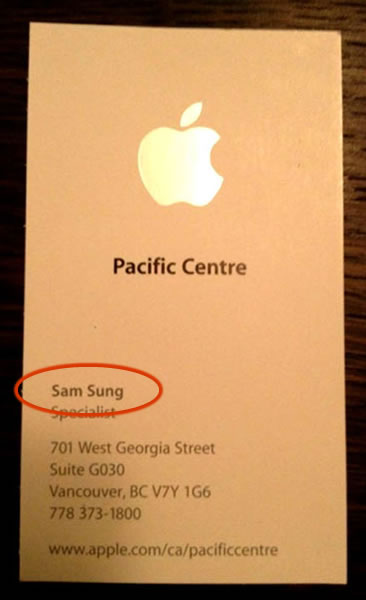 Pacific Centre
Sam Sung
Specialist
701 West Georgia Street
Suite G030
Vancouver, BC V7Y 1G6
778 373-1800
www.apple.com/ca/pacificcentre